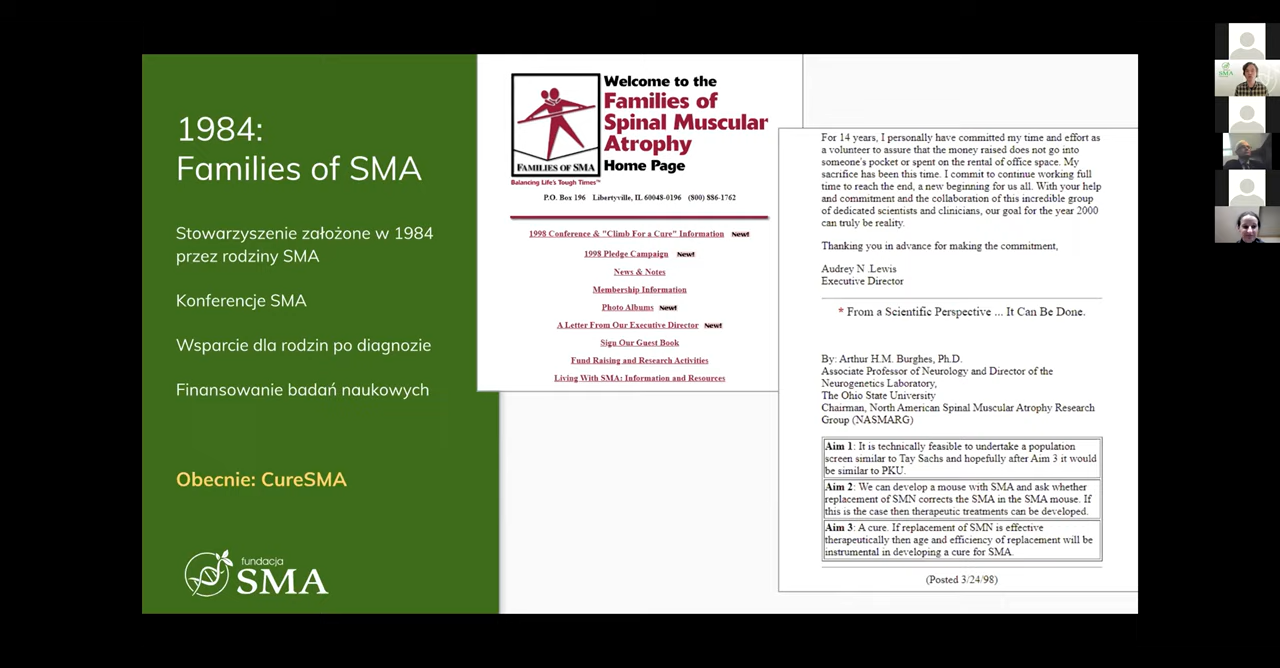 1984:
Families of SMA
Stowarzyszenie założone w 1984
przez rodziny SMA
Konferencje SMA
Wsparcie dla rodzin po diagnozie
Finansowanie badań naukowych
Obecnie: CureSMA
fundacja
SMA
FAMILIES OF SMA
Balancing Life's Tough Times™
Welcome to the
Families of
Spinal Muscular
Atrophy
Home Page
P.O. Box 196 Libertyville, IL 60048-0196 (800) 886-1762
1998 Conference & "Climb For a Cure" Information New!
1998 Pledge Campaign New!
News & Notes
Membership Information
Photo Albums New!
A Letter From Our Executive Director New!
Sign Our Guest Book
Fund Raising and Research Activities
Living With SMA: Information and Resources
For 14 years, I personally have committed my time and effort as
a volunteer to assure that the money raised does not go into
someone's pocket or spent on the rental of office space. My
sacrifice has been this time. I commit to continue working full
time to reach the end, a new beginning for us all. With your help
and commitment and the collaboration of this incredible group
of dedicated scientists and clinicians, our goal for the year 2000
can truly be reality.
Thanking you in advance for making the commitment,
Audrey N .Lewis
Executive Director
* From a Scientific Perspective ... It Can Be Done.
By: Arthur H.M. Burghes, Ph.D.
Associate Professor of Neurology and Director of the
Neurogenetics Laboratory,
The Ohio State University
Chairman, North American Spinal Muscular Atrophy Research
Group (NASMARG)
Aim 1: It is technically feasible to undertake a population
screen similar to Tay Sachs and hopefully after Aim 3 it would
be similar to PKU.
Aim 2: We can develop a mouse with SMA and ask whether
replacement of SMN corrects the SMA in the SMA mouse. If
this is the case then therapeutic treatments can be developed.
Aim 3: A cure. If replacement of SMN is effective
therapeutically then age and efficiency of replacement will be
instrumental in developing a cure for SMA.
(Posted 3/24/98)
SMA